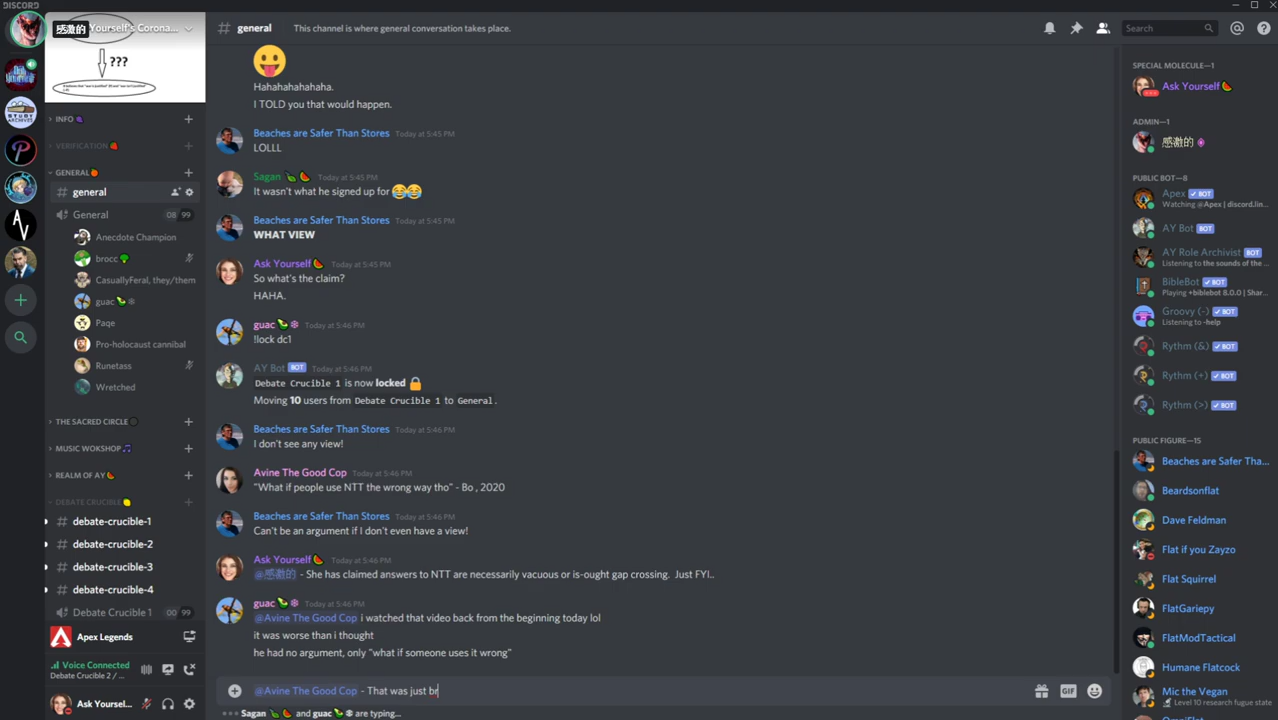 DISCORD
感激的
Yourself's Corona...
???
INFO
VERIFICATION
GENERAL
# general
General 08 99
Anecdote Champion
brocc
CasuallyFeral, they/them
guac
Paqe
Pro-holocaust cannibal
Runetass
Wretched
THE SACRED CIRCLE
MUSIC WOKSHOP
REALM OF AY
DEBATE CRUCIBLE
# debate-crucible-1
# debate-crucible-2
# debate-crucible-3
# debate-crucible-4
Debate Crucible 1 00 99
Apex Legends
Voice Connected
Debate Crucible 2 / ...
Ask Yoursel...
# general This channel is where general conversation takes place.
Search
Hahahahahahaha.
I TOLD you that would happen.
Beaches are Safer Than Stores Today at 5:45 PM
LOLLL
Sagan Today at 5:45 PM
It wasn't what he signed up for
Beaches are Safer Than Stores Today at 5:45 PM
WHAT VIEW
Ask Yourself Today at 5:45 PM
So what's the claim?
HAHA.
guac Today at 5:46 PM
!lock dc1
AY Bot BOT Today at 5:46 PM
Debate Crucible 1 is now locked
Moving 10 users from Debate Crucible 1 to General.
Beaches are Safer Than Stores Today at 5:46 PM
I don't see any view!
Avine The Good Cop Today at 5:46 PM
"What if people use NTT the wrong way tho" - Bo , 2020
Beaches are Safer Than Stores Today at 5:46 PM
Can't be an argument if I don't even have a view!
Ask Yourself Today at 5:46 PM
@感激的 - She has claimed answers to NTT are necessarily vacuous or is-ought gap crossing. Just FYI..
guac Today at 5:46 PM
@Avine The Good Cop i watched that video back from the beginning today lol
it was worse than i thought
he had no argument, only "what if someone uses it wrong"
@Avine The Good Cop - That was just br
GIF
Sagan and guac are typing...
SPECIAL MOLECULE—1
Ask Yourself
ADMIN—1
感激的
PUBLIC BOT—8
Apex BOT
Watching @Apex | discord.lin...
AY Bot BOT
AY Role Archivist BOT
Listening to the sounds of the...
BibleBot BOT
Playing +biblebot 8.0.0 | Shar...
Groovy (-) BOT
Listening to -help
Rythm (&) BOT
Rythm (+) BOT
Rythm (>) BOT
PUBLIC FIGURE—15
Beaches are Safer Tha...
Beardsonflat
Dave Feldman
Flat if you Zayzo
Flat Squirrel
FlatGariepy
FlatModTactical
Humane Flatcock
Mic the Vegan
Level 10 research fugue state